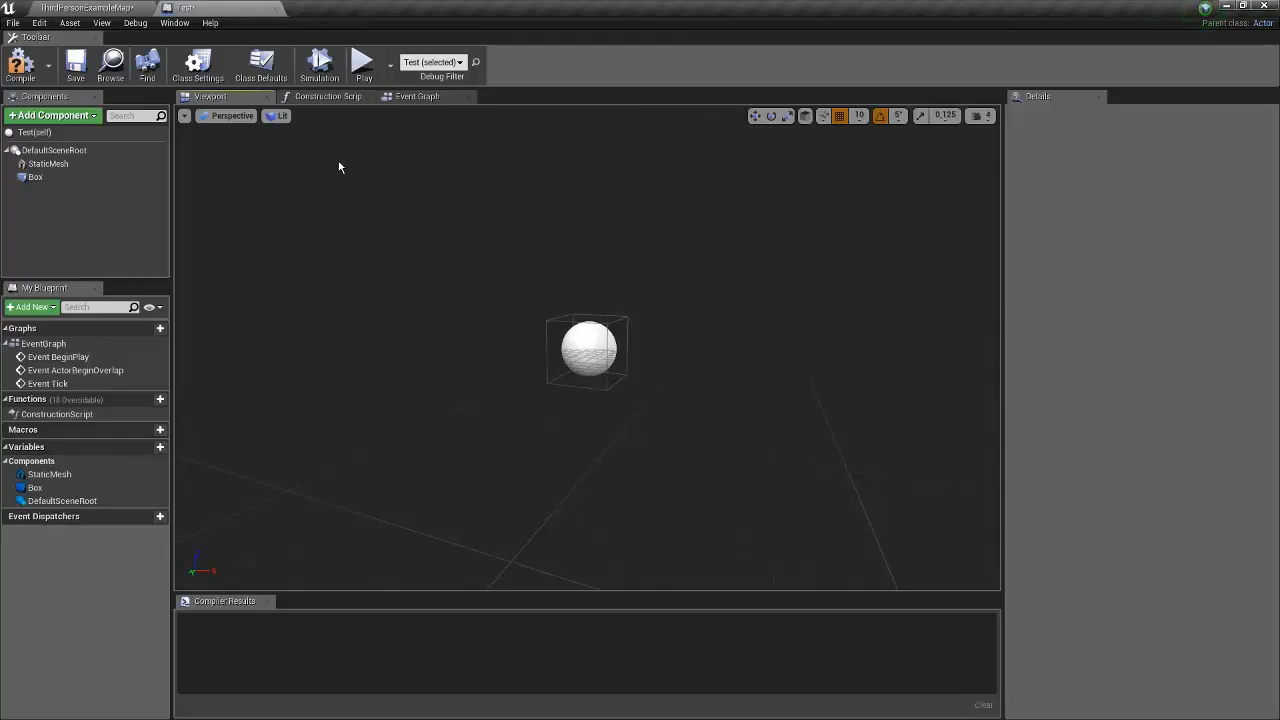 ThirdPersonExampleMap*
Test*
File Edit Asset View Debug Window Help
Parent class: Actor
Toolbar
Compile
Save
Browse
Find
Class Settings
Class Defaults
Simulation
Play
Test (selected)
Debug Filter
Components
Viewport
Construction Scrip
Event Graph
Details
+Add Component
Search
Perspective
Lit
10
5°
0.125
4
Test(self)
DefaultSceneRoot
StaticMesh
Box
My Blueprint
+Add New
Search
Graphs
EventGraph
Event BeginPlay
Event ActorBeginOverlap
Event Tick
Functions (18 Overridable)
ConstructionScript
Macros
Variables
Components
StaticMesh
Box
DefaultSceneRoot
Event Dispatchers
X
Compiler Results
Clear